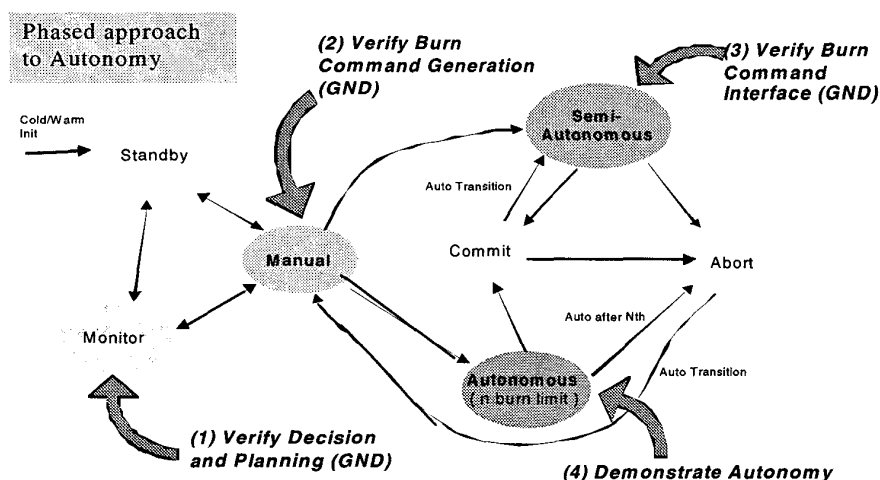 Phased approach
to Autonomy
(2) Verify Burn
Command Generation
(GND)
(3) Verify Burn
Command
Interface (GND)
Cold/Warm
Init
Standby
Semi-
Autonomous
Auto Transition
Manual
Commit
Abort
Monitor
Auto after Nth
Autonomous
( n burn limit )
Auto Transition
(1) Verify Decision
and Planning (GND)
(4) Demonstrate Autonomy